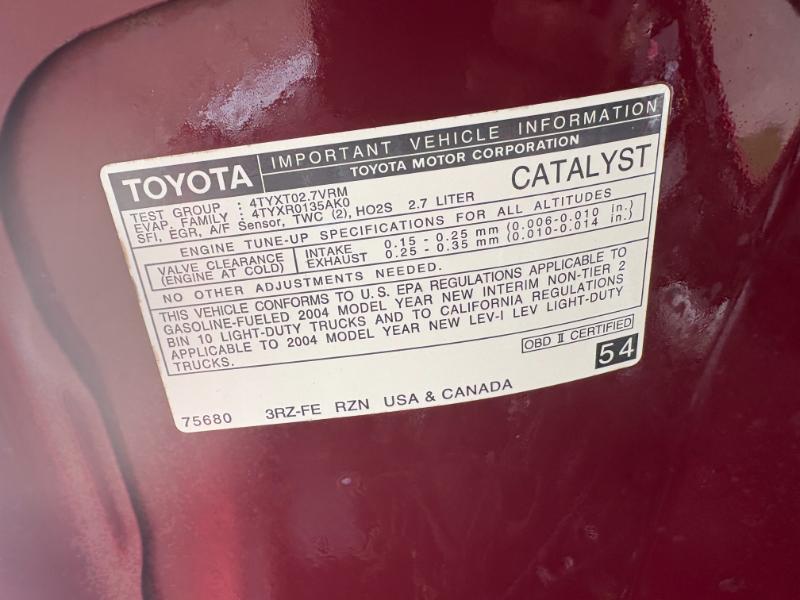 TOYOTA
IMPORTANT VEHICLE INFORMATION
TOYOTA MOTOR CORPORATION
TEST GROUP : 4TYXT02.7VRM
EVAP. FAMILY : 4TYXR0135AK0
SFI, EGR, A/F Sensor, TWC (2), HO2S 2.7 LITER
CATALYST
ENGINE TUNE-UP SPECIFICATIONS FOR ALL ALTITUDES
VALVE CLEARANCE
(ENGINE AT COLD)
INTAKE 0.15 - 0.25 mm (0.006-0.010 in.)
EXHAUST 0.25 - 0.35 mm (0.010-0.014 in.)
NO OTHER ADJUSTMENTS NEEDED.
THIS VEHICLE CONFORMS TO U.S. EPA REGULATIONS APPLICABLE TO
GASOLINE-FUELED 2004 MODEL YEAR NEW INTERIM NON-TIER 2
BIN 10 LIGHT-DUTY TRUCKS AND TO CALIFORNIA REGULATIONS
APPLICABLE TO 2004 MODEL YEAR NEW LEV-I LEV LIGHT-DUTY
TRUCKS.
OBD II CERTIFIED
54
75680 3RZ-FE RZN USA & CANADA